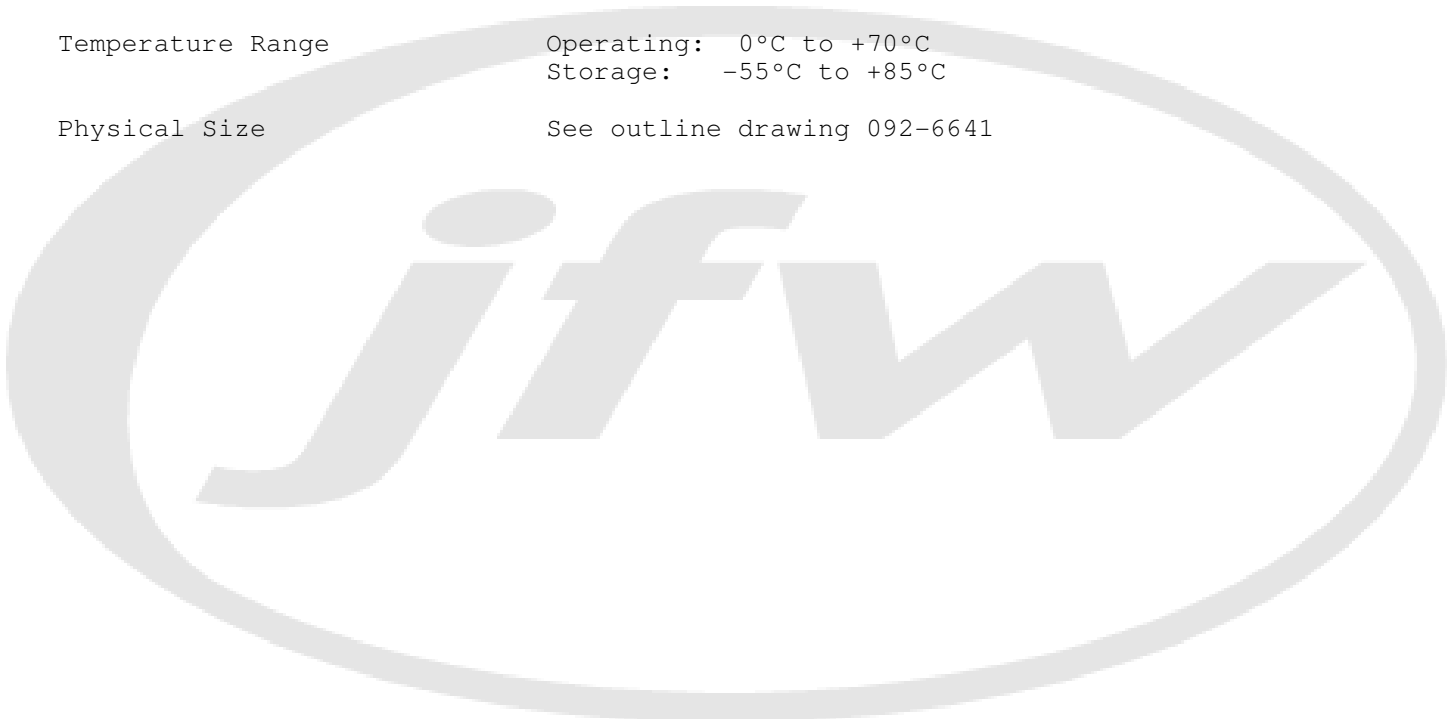 Temperature Range Operating: 0°C to +70°C
Storage: -55°C to +85°C
Physical Size See outline drawing 092-6641
jfw